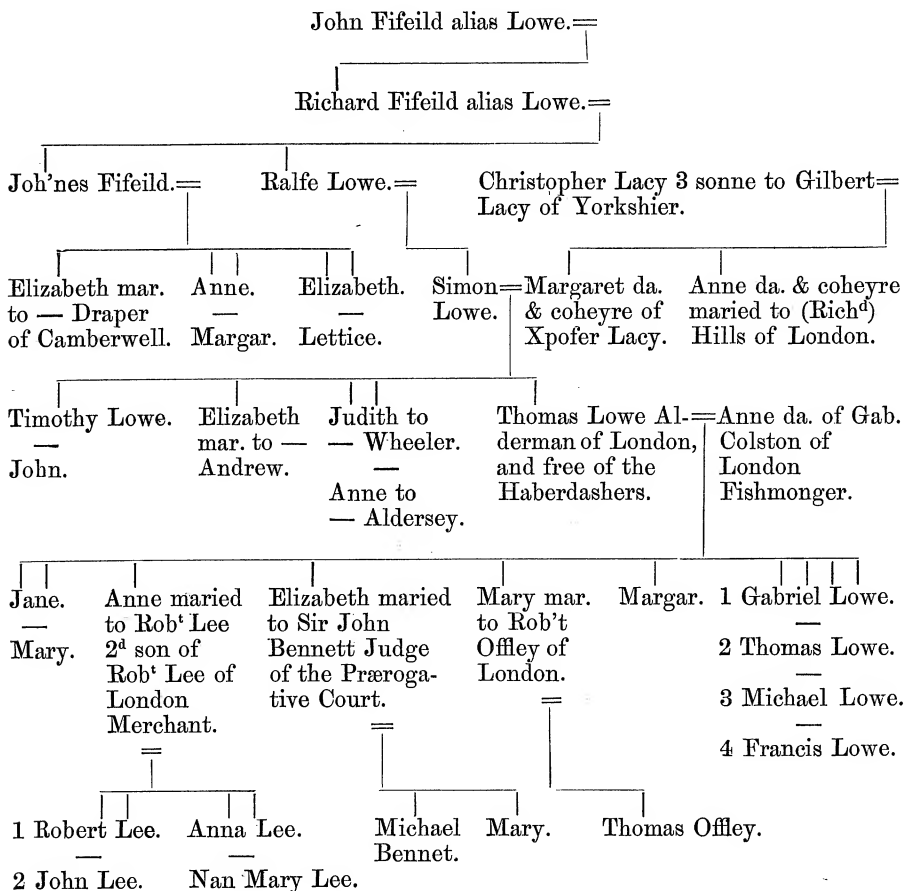 John Fifeild alias Lowe.=
Richard Fifeild alias Lowe.=
Joh'nes Fifeild.=
Ralfe Lowe.=
Christopher Lacy 3 sonne to Gilbert=
Lacy of Yorkshier.
Elizabeth mar.
to — Draper
of Camberwell.
Anne.
—
Margar.
Elizabeth.
—
Lettice.
Simon=
Lowe.
Margaret da.
& coheyre of
Xpofer Lacy.
Anne da. & coheyre
maried to (Richᵈ)
Hills of London.
Timothy Lowe.
—
John.
Elizabeth
mar. to —
Andrew.
Judith to
— Wheeler.
—
Anne to
— Aldersey.
Thomas Lowe Al-=
derman of London,
and free of the
Haberdashers.
Anne da. of Gab.
Colston of
London
Fishmonger.
Jane.
—
Mary.
Anne maried
to Robᵗ Lee
2ᵈ son of
Robᵗ Lee of
London
Merchant.
=
Elizabeth maried
to Sir John
Bennett Judge
of the Præroga-
tive Court.
=
Mary mar.
to Rob't
Offley of
London.
=
Margar.
1 Gabriel Lowe.
—
2 Thomas Lowe.
—
3 Michael Lowe.
—
4 Francis Lowe.
1 Robert Lee.
—
2 John Lee.
Anna Lee.
—
Nan Mary Lee.
Michael
Bennet.
Mary.
Thomas Offley.